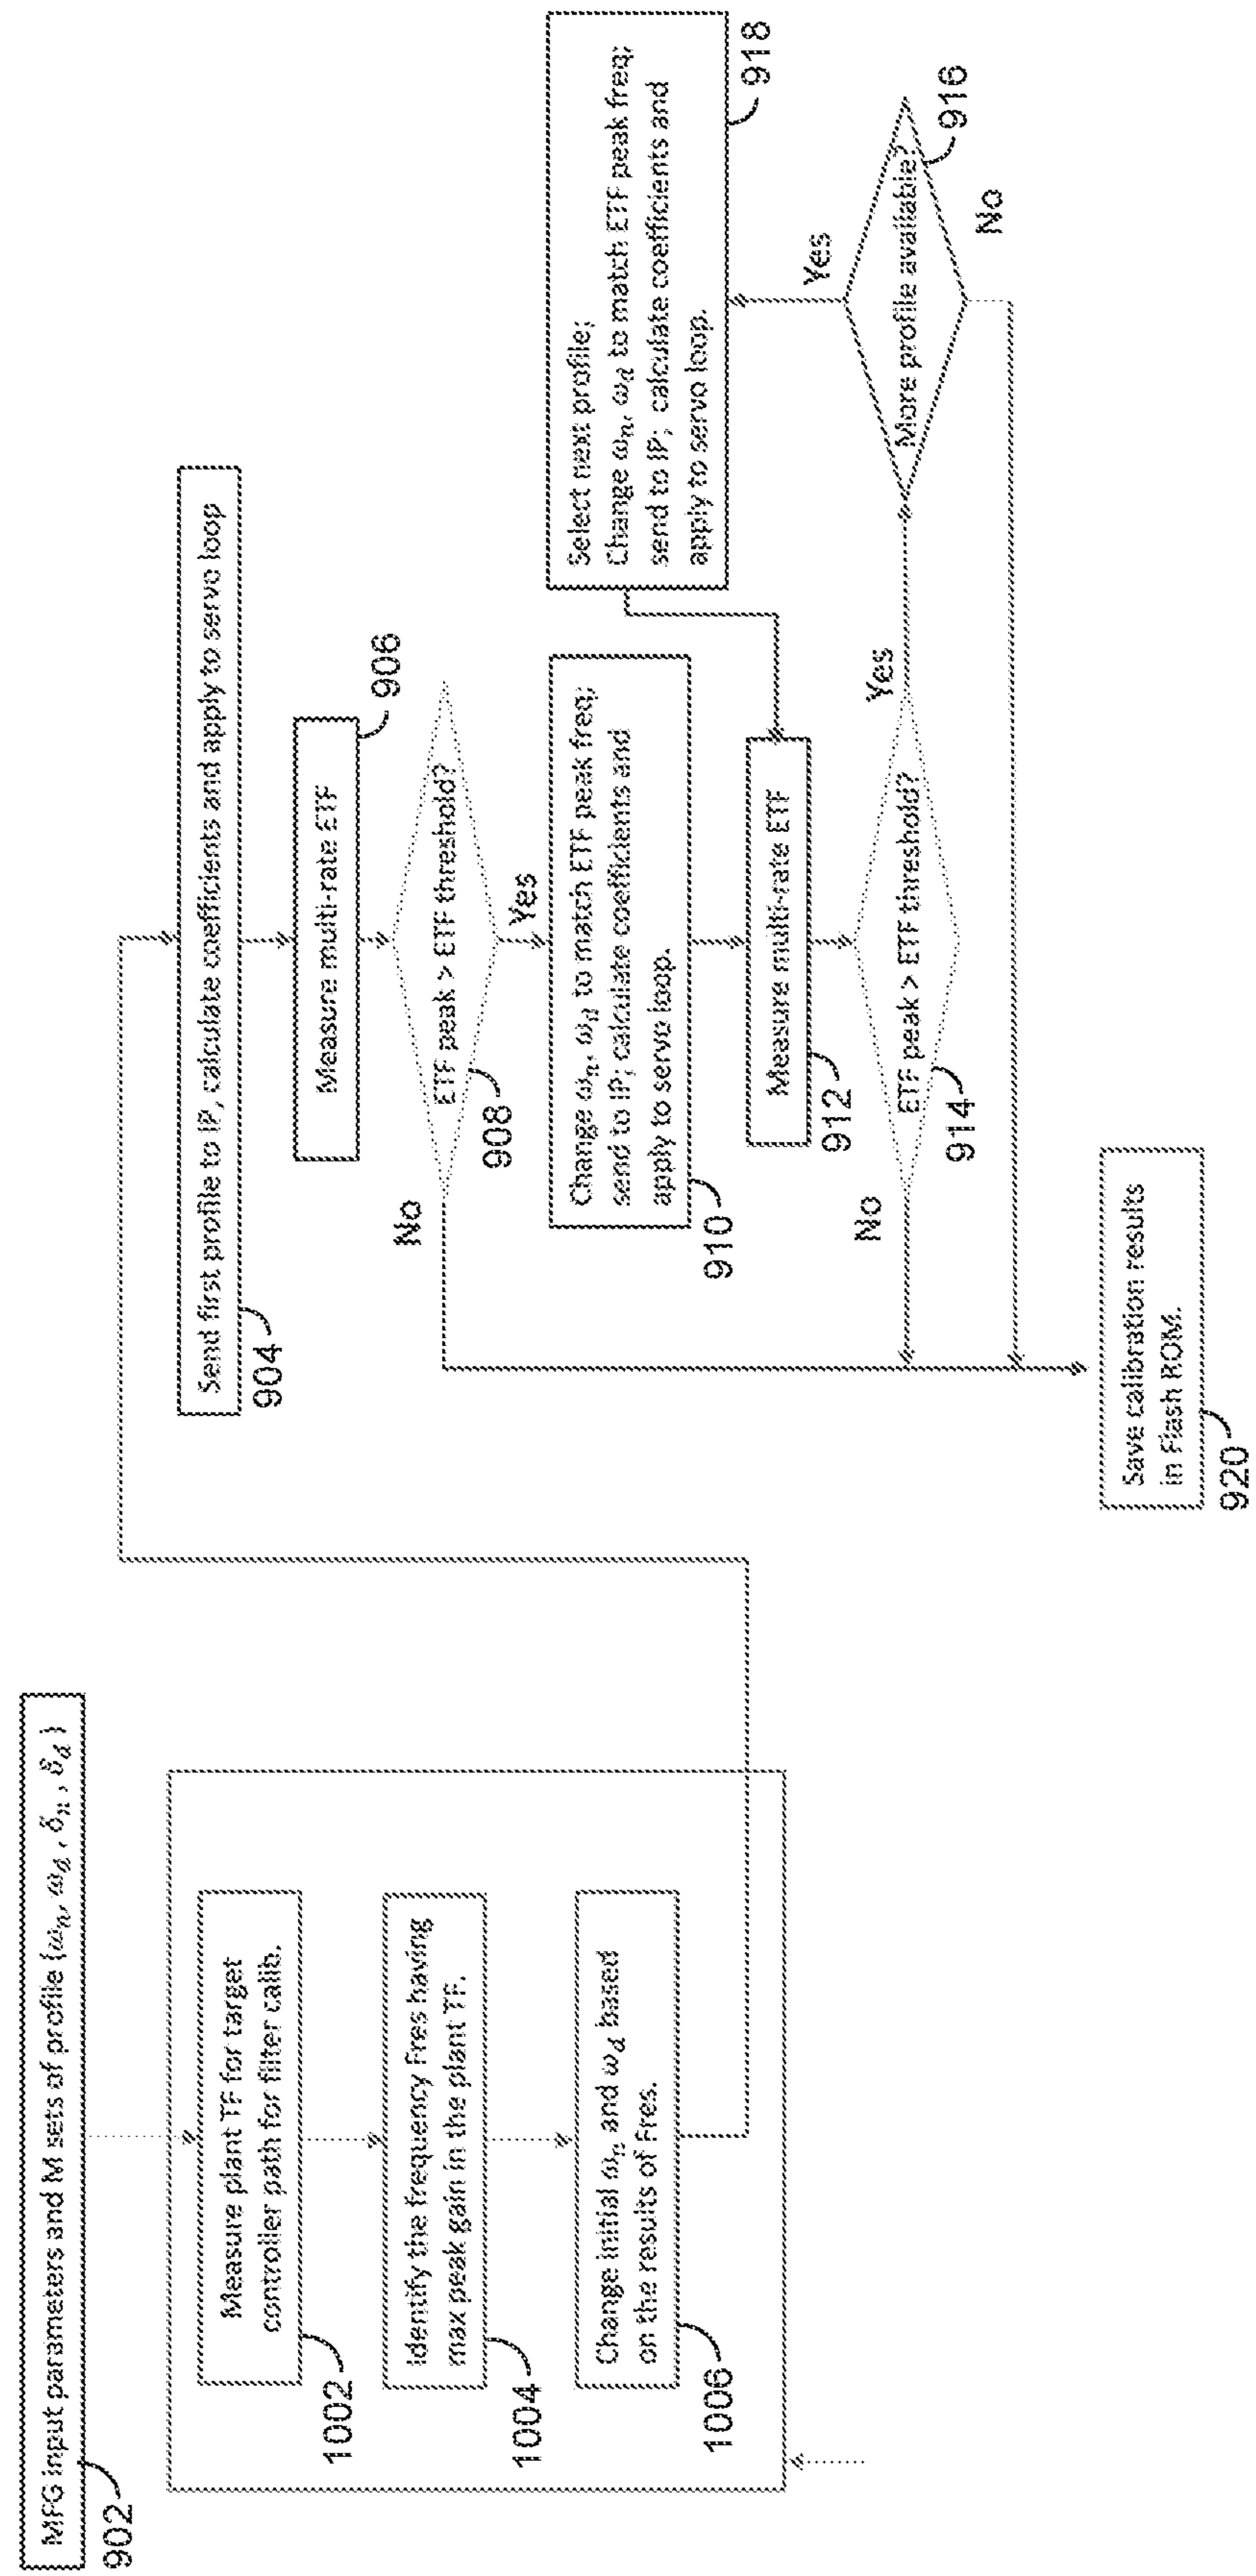 MFG input parameters and M sets of profile {ωn, ωd, δn, δd}
902
Measure plant TF for target
controller path for filter calib.
1002
Identify the frequency Fres having
max peak gain in the plant TF.
1004
Change initial ωn and ωd based
on the results of Fres.
1006
Send first profile to IP, calculate coefficients and apply to servo loop
904
Measure multi-rate ETF
906
ETF peak > ETF threshold?
908
No
Yes
Change ωn, ωd to match ETF peak freq;
send to IP; calculate coefficients and
apply to servo loop.
910
Measure multi-rate ETF
912
ETF peak > ETF threshold?
914
No
Yes
More profile available?
916
Yes
No
Select next profile;
Change ωn, ωd to match ETF peak freq;
send to IP; calculate coefficients and
apply to servo loop.
918
Save calibration results
in Flash ROM.
920